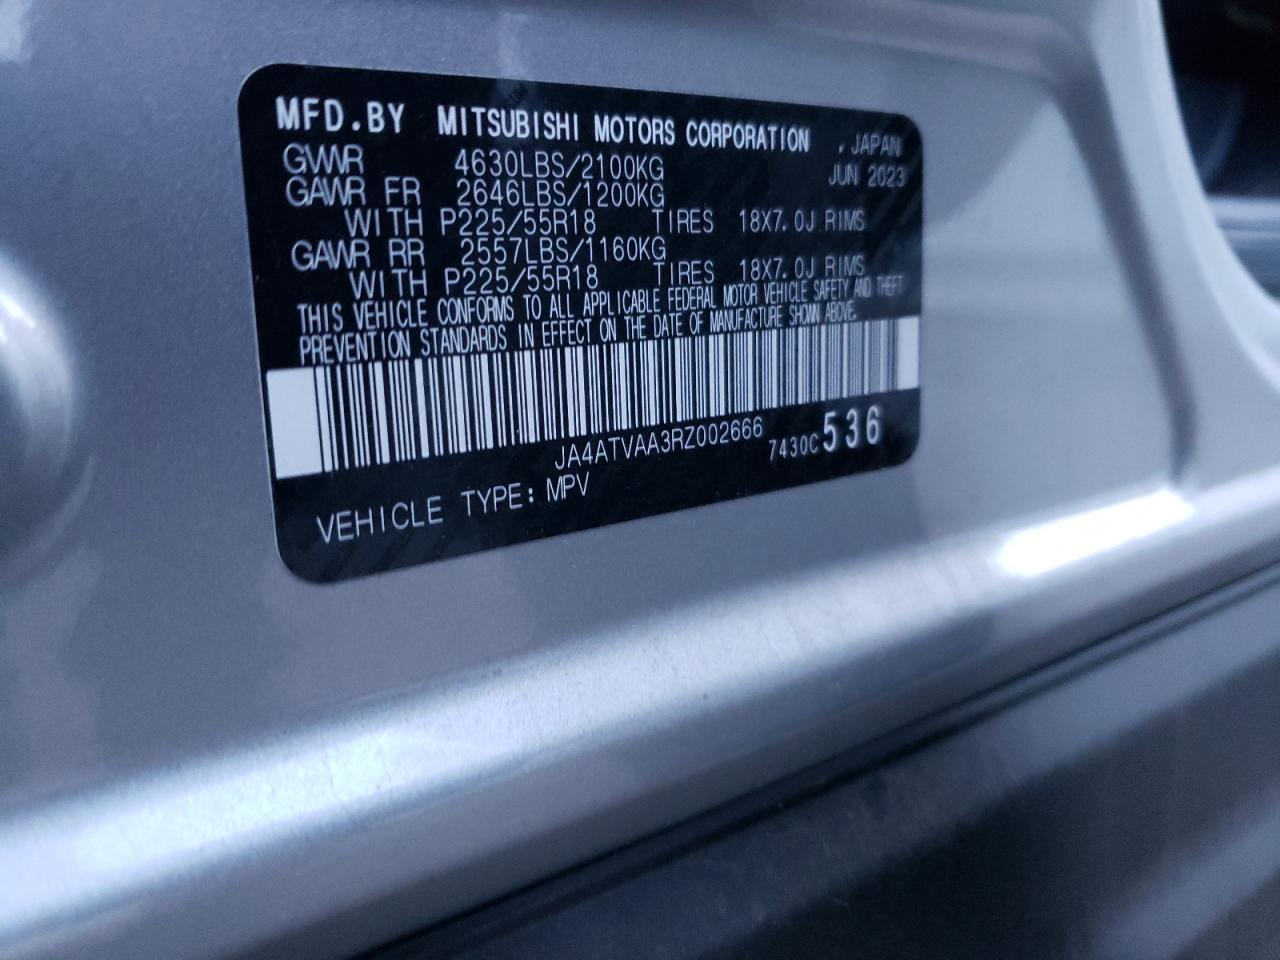 MFD.BY MITSUBISHI MOTORS CORPORATION , JAPAN
GVWR 4630LBS/2100KG JUN 2023
GAWR FR 2646LBS/1200KG
WITH P225/55R18 TIRES 18X7.0J RIMS
GAWR RR 2557LBS/1160KG
WITH P225/55R18 TIRES 18X7.0J RIMS
THIS VEHICLE CONFORMS TO ALL APPLICABLE FEDERAL MOTOR VEHICLE SAFETY AND THEFT
PREVENTION STANDARDS IN EFFECT ON THE DATE OF MANUFACTURE SHOWN ABOVE.
JA4ATVAA3RZ002666 7430C536
VEHICLE TYPE: MPV